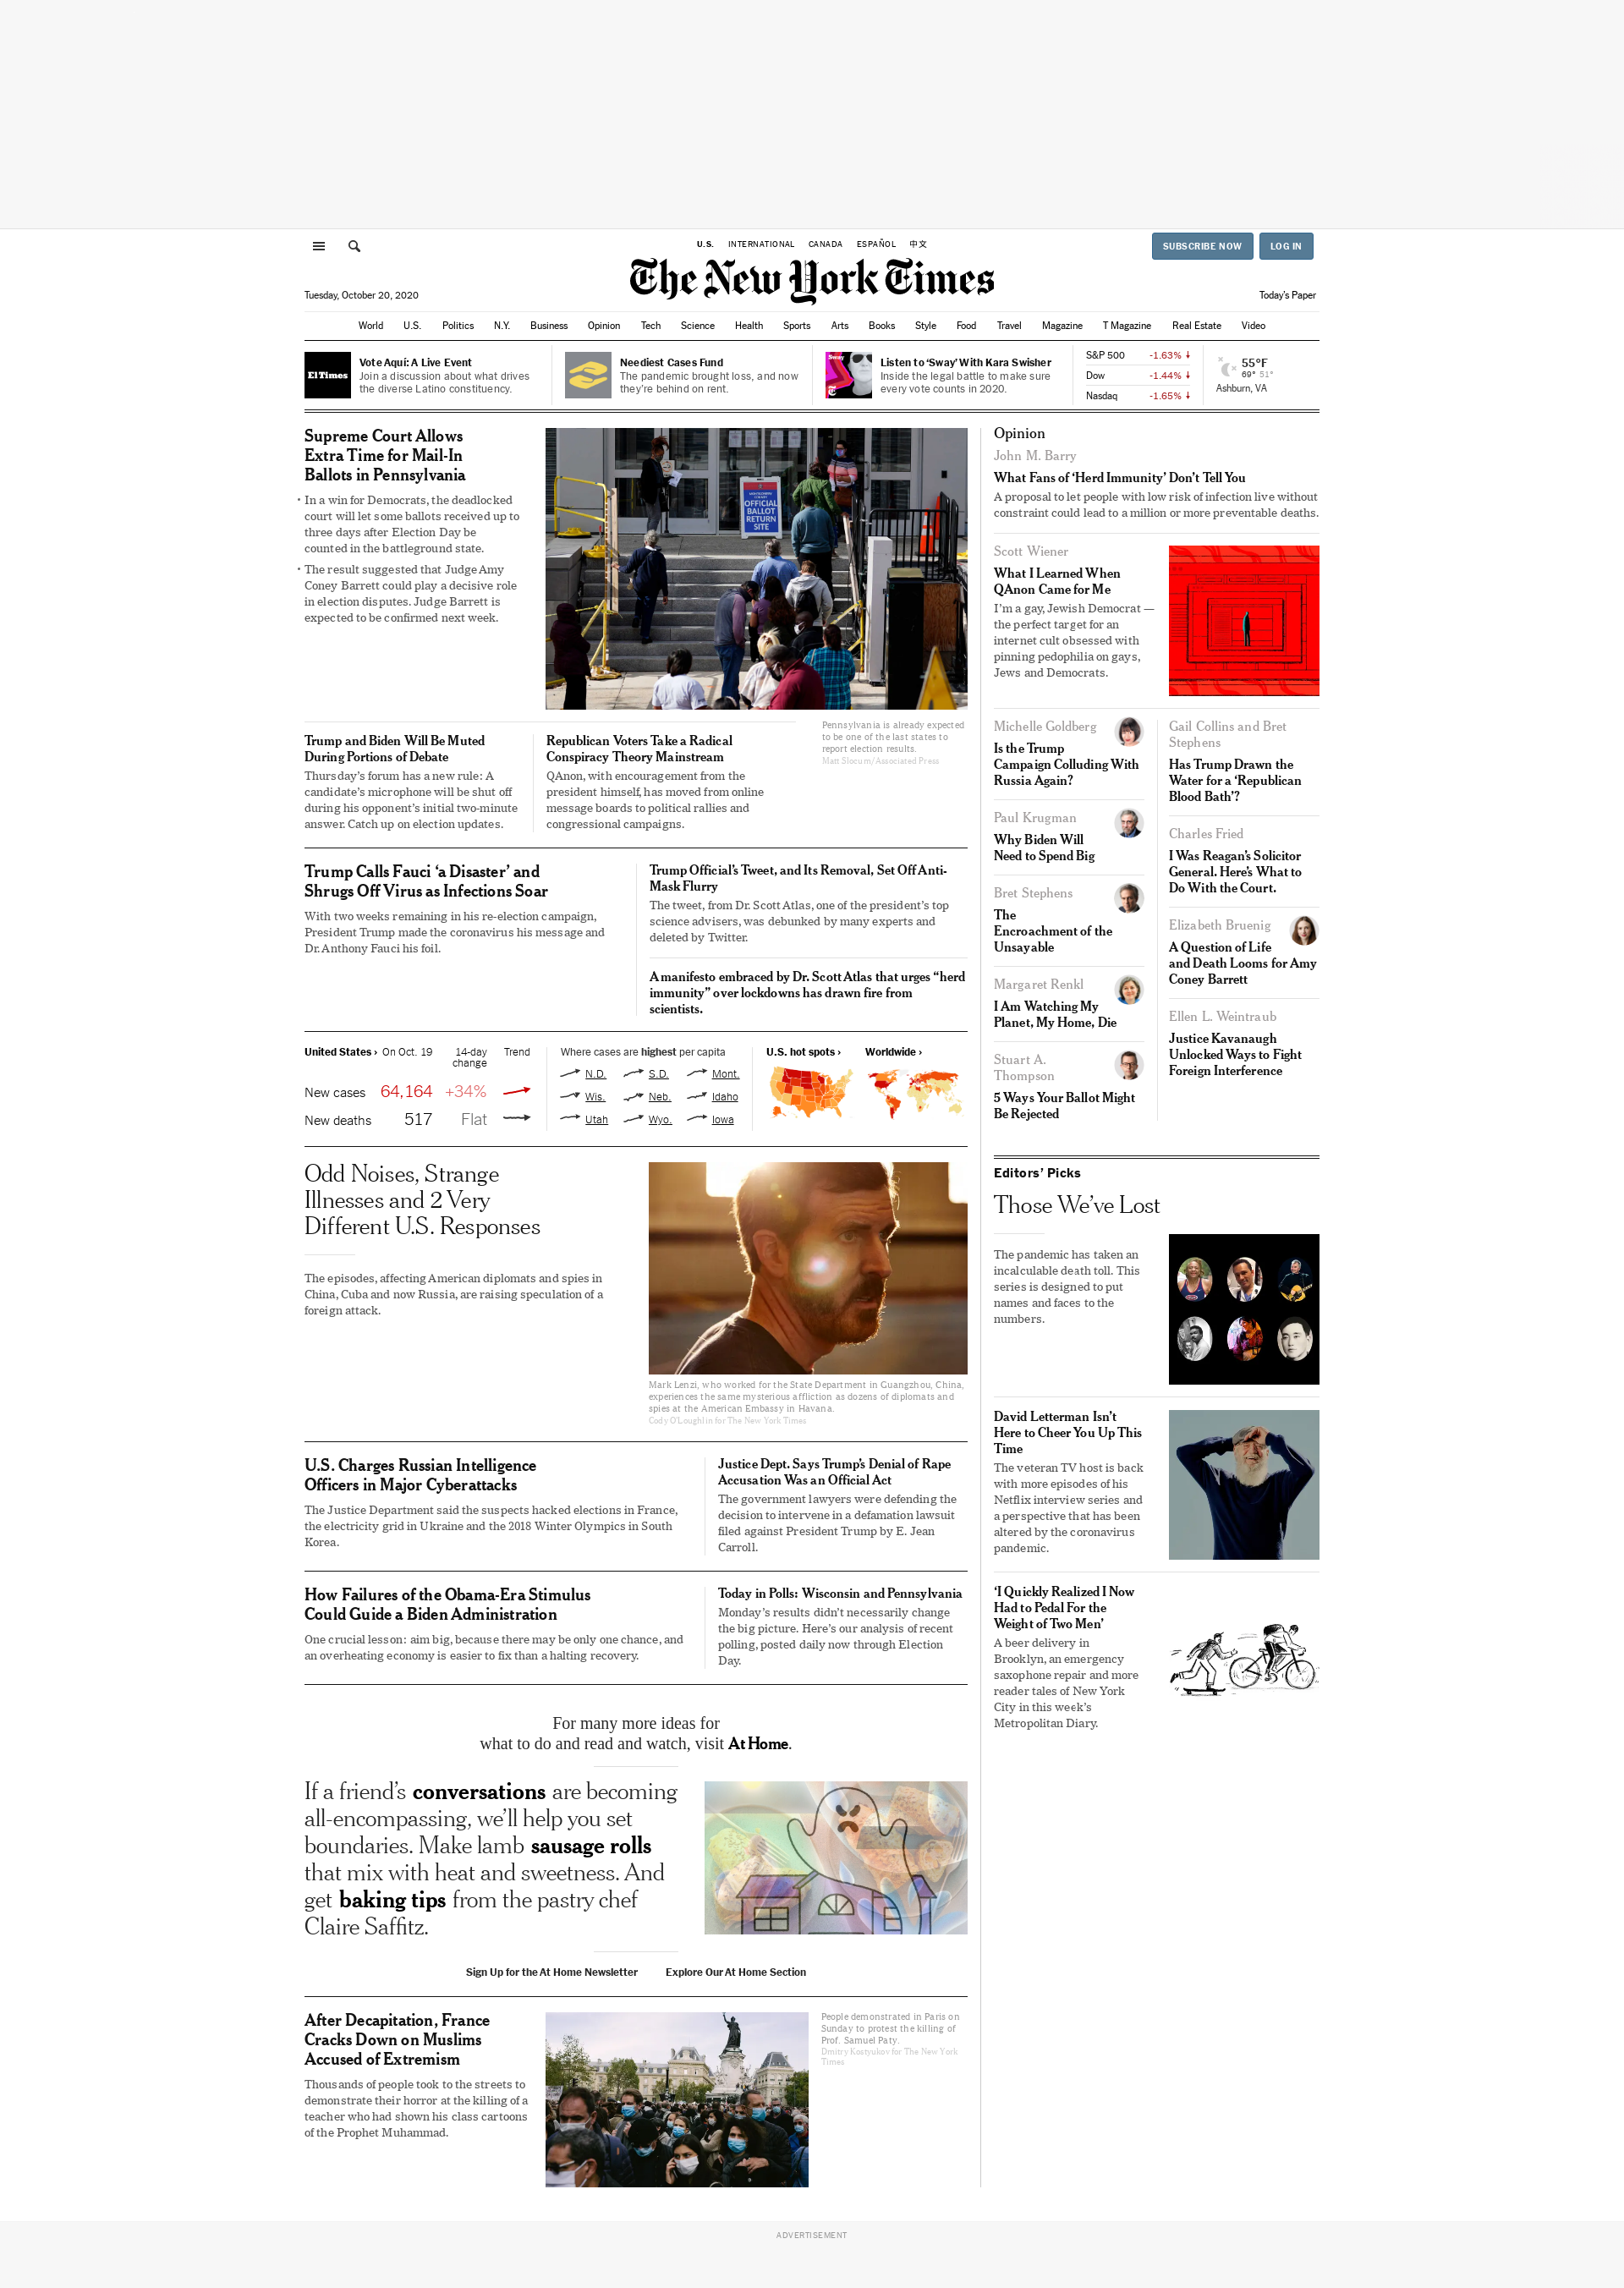 U.S. INTERNATIONAL CANADA ESPAÑOL 中文
SUBSCRIBE NOW LOG IN
The New York Times
Tuesday, October 20, 2020
Today's Paper
World U.S. Politics N.Y. Business Opinion Tech Science Health Sports Arts Books Style Food Travel Magazine T Magazine Real Estate Video
El Times
Vote Aquí: A Live Event
Join a discussion about what drives
the diverse Latino constituency.
Neediest Cases Fund
The pandemic brought loss, and now
they're behind on rent.
Sway
Listen to ‘Sway’ With Kara Swisher
Inside the legal battle to make sure
every vote counts in 2020.
S&P 500 -1.63%
Dow -1.44%
Nasdaq -1.65%
55°F
69° 51°
Ashburn, VA
Supreme Court Allows
Extra Time for Mail-In
Ballots in Pennsylvania
• In a win for Democrats, the deadlocked
court will let some ballots received up to
three days after Election Day be
counted in the battleground state.
• The result suggested that Judge Amy
Coney Barrett could play a decisive role
in election disputes. Judge Barrett is
expected to be confirmed next week.
OFFICIAL
BALLOT
RETURN
SITE
Pennsylvania is already expected
to be one of the last states to
report election results.
Matt Slocum/Associated Press
Trump and Biden Will Be Muted
During Portions of Debate
Thursday’s forum has a new rule: A
candidate’s microphone will be shut off
during his opponent’s initial two-minute
answer. Catch up on election updates.
Republican Voters Take a Radical
Conspiracy Theory Mainstream
QAnon, with encouragement from the
president himself, has moved from online
message boards to political rallies and
congressional campaigns.
Trump Calls Fauci ‘a Disaster’ and
Shrugs Off Virus as Infections Soar
With two weeks remaining in his re-election campaign,
President Trump made the coronavirus his message and
Dr. Anthony Fauci his foil.
Trump Official’s Tweet, and Its Removal, Set Off Anti-
Mask Flurry
The tweet, from Dr. Scott Atlas, one of the president’s top
science advisers, was debunked by many experts and
deleted by Twitter.
A manifesto embraced by Dr. Scott Atlas that urges “herd
immunity” over lockdowns has drawn fire from
scientists.
United States › On Oct. 19 14-day
change Trend
New cases 64,164 +34%
New deaths 517 Flat
Where cases are highest per capita
N.D. S.D. Mont.
Wis. Neb. Idaho
Utah Wyo. Iowa
U.S. hot spots › Worldwide ›
Odd Noises, Strange
Illnesses and 2 Very
Different U.S. Responses
The episodes, affecting American diplomats and spies in
China, Cuba and now Russia, are raising speculation of a
foreign attack.
Mark Lenzi, who worked for the State Department in Guangzhou, China,
experiences the same mysterious affliction as dozens of diplomats and
spies at the American Embassy in Havana.
Cody O’Loughlin for The New York Times
U.S. Charges Russian Intelligence
Officers in Major Cyberattacks
The Justice Department said the suspects hacked elections in France,
the electricity grid in Ukraine and the 2018 Winter Olympics in South
Korea.
Justice Dept. Says Trump’s Denial of Rape
Accusation Was an Official Act
The government lawyers were defending the
decision to intervene in a defamation lawsuit
filed against President Trump by E. Jean
Carroll.
How Failures of the Obama-Era Stimulus
Could Guide a Biden Administration
One crucial lesson: aim big, because there may be only one chance, and
an overheating economy is easier to fix than a halting recovery.
Today in Polls: Wisconsin and Pennsylvania
Monday’s results didn’t necessarily change
the big picture. Here’s our analysis of recent
polling, posted daily now through Election
Day.
For many more ideas for
what to do and read and watch, visit At Home.
If a friend’s conversations are becoming
all-encompassing, we’ll help you set
boundaries. Make lamb sausage rolls
that mix with heat and sweetness. And
get baking tips from the pastry chef
Claire Saffitz.
Sign Up for the At Home Newsletter Explore Our At Home Section
After Decapitation, France
Cracks Down on Muslims
Accused of Extremism
Thousands of people took to the streets to
demonstrate their horror at the killing of a
teacher who had shown his class cartoons
of the Prophet Muhammad.
People demonstrated in Paris on
Sunday to protest the killing of
Prof. Samuel Paty.
Dmitry Kostyukov for The New York
Times
Opinion
John M. Barry
What Fans of ‘Herd Immunity’ Don’t Tell You
A proposal to let people with low risk of infection live without
constraint could lead to a million or more preventable deaths.
Scott Wiener
What I Learned When
QAnon Came for Me
I’m a gay, Jewish Democrat —
the perfect target for an
internet cult obsessed with
pinning pedophilia on gays,
Jews and Democrats.
Michelle Goldberg
Is the Trump
Campaign Colluding With
Russia Again?
Paul Krugman
Why Biden Will
Need to Spend Big
Bret Stephens
The
Encroachment of the
Unsayable
Margaret Renkl
I Am Watching My
Planet, My Home, Die
Stuart A.
Thompson
5 Ways Your Ballot Might
Be Rejected
Gail Collins and Bret
Stephens
Has Trump Drawn the
Water for a ‘Republican
Blood Bath’?
Charles Fried
I Was Reagan’s Solicitor
General. Here’s What to
Do With the Court.
Elizabeth Bruenig
A Question of Life
and Death Looms for Amy
Coney Barrett
Ellen L. Weintraub
Justice Kavanaugh
Unlocked Ways to Fight
Foreign Interference
Editors’ Picks
Those We’ve Lost
The pandemic has taken an
incalculable death toll. This
series is designed to put
names and faces to the
numbers.
David Letterman Isn’t
Here to Cheer You Up This
Time
The veteran TV host is back
with more episodes of his
Netflix interview series and
a perspective that has been
altered by the coronavirus
pandemic.
‘I Quickly Realized I Now
Had to Pedal For the
Weight of Two Men’
A beer delivery in
Brooklyn, an emergency
saxophone repair and more
reader tales of New York
City in this week’s
Metropolitan Diary.
ADVERTISEMENT